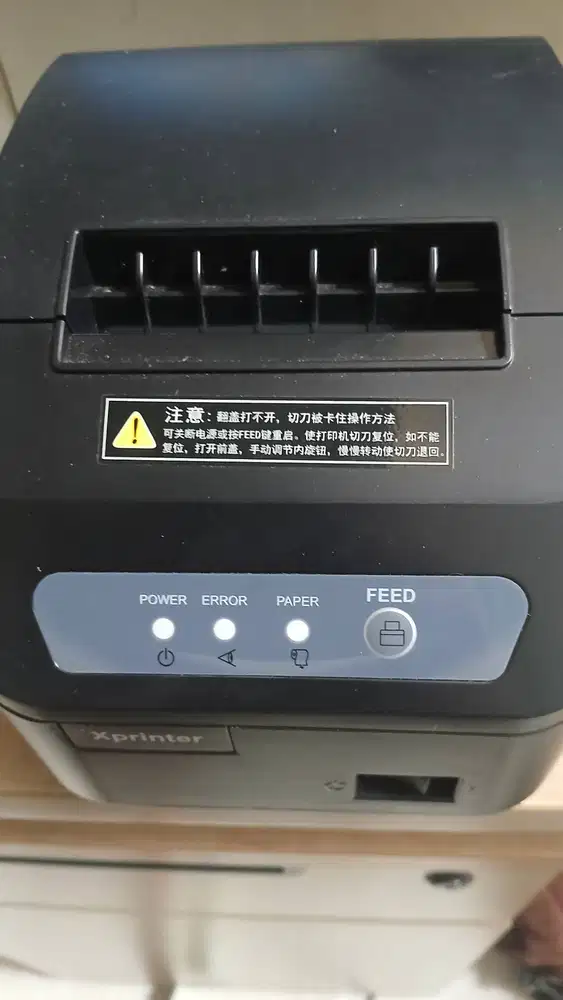 注意：翻盖打不开，切刀被卡住操作方法
可关断电源或按FEED键重启。使打印机切刀复位，如不能
复位，打开前盖，手动调节内旋钮，慢慢转动使切刀退回。
POWER ERROR PAPER FEED
Xprinter